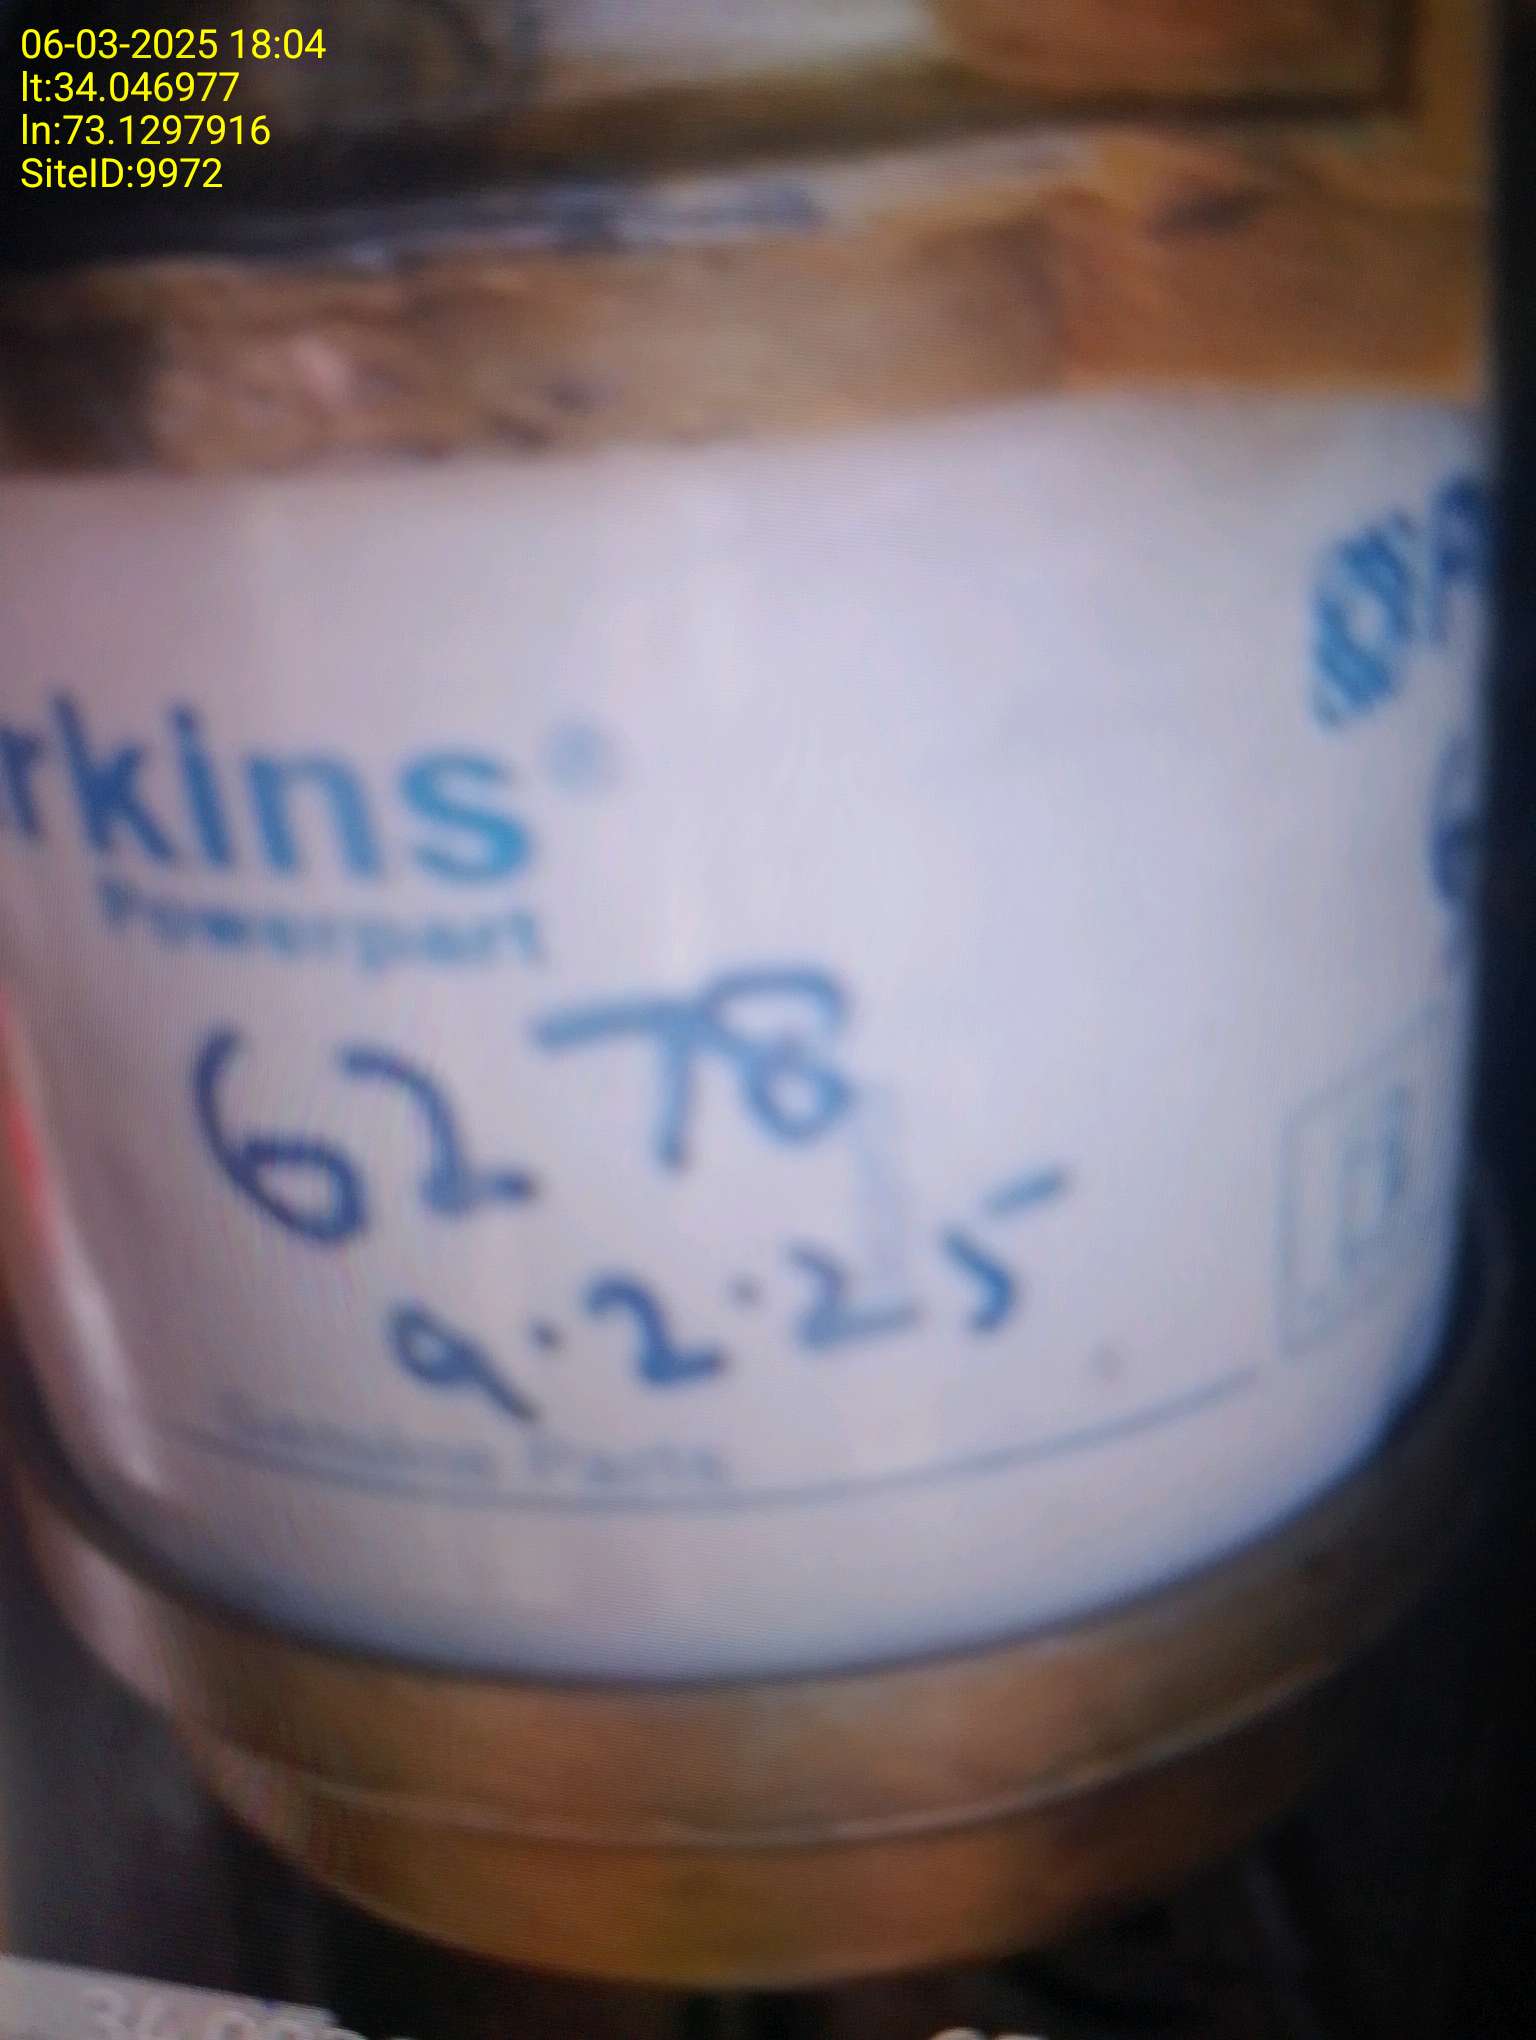 06-03-2025 18:04
lt:34.046977
ln:73.1297916
SiteID:9972
rkins®
Powerpart
6278
9.2.25
Parts